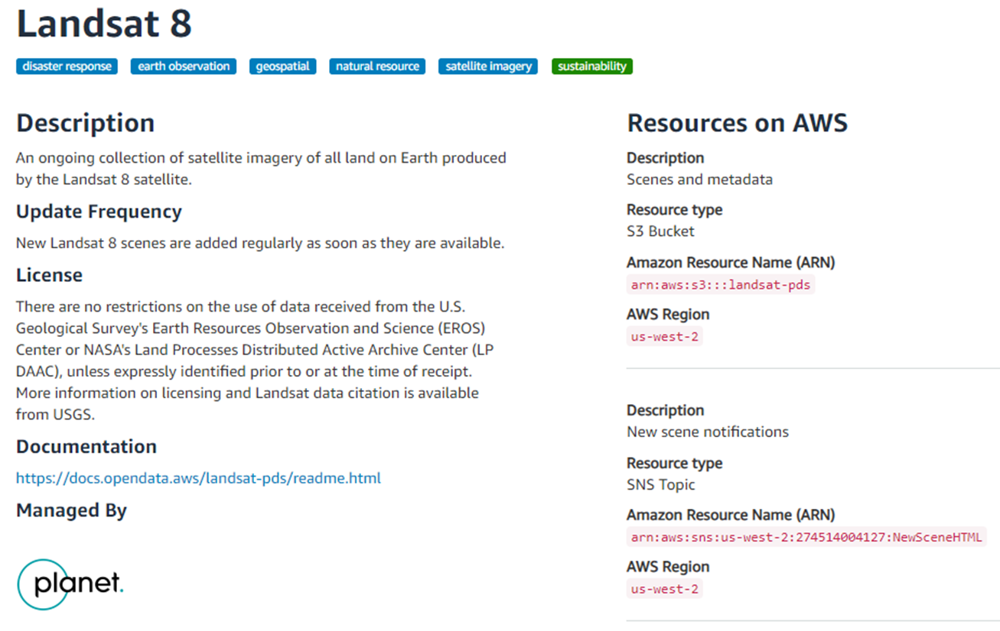 Landsat 8
disaster response
earth observation
geospatial
natural resource
satellite imagery
sustainability
Description
An ongoing collection of satellite imagery of all land on Earth produced
by the Landsat 8 satellite.
Update Frequency
New Landsat 8 scenes are added regularly as soon as they are available.
License
There are no restrictions on the use of data received from the U.S.
Geological Survey's Earth Resources Observation and Science (EROS)
Center or NASA's Land Processes Distributed Active Archive Center (LP
DAAC), unless expressly identified prior to or at the time of receipt.
More information on licensing and Landsat data citation is available
from USGS.
Documentation
https://docs.opendata.aws/landsat-pds/readme.html
Managed By
planet.
Resources on AWS
Description
Scenes and metadata
Resource type
S3 Bucket
Amazon Resource Name (ARN)
arn:aws:s3:::landsat-pds
AWS Region
us-west-2
Description
New scene notifications
Resource type
SNS Topic
Amazon Resource Name (ARN)
arn:aws:sns:us-west-2:274514004127:NewSceneHTML
AWS Region
us-west-2